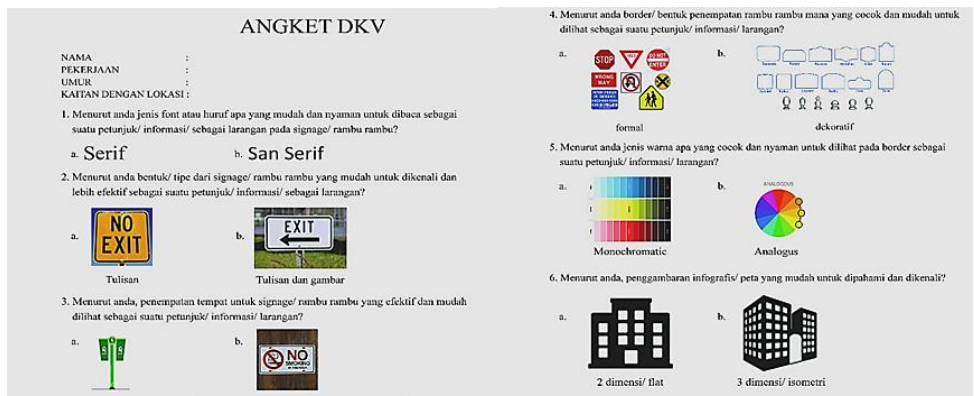 ANGKET DKV
NAMA :
PEKERJAAN :
UMUR :
KAITAN DENGAN LOKASI :
1. Menurut anda jenis font atau huruf apa yang mudah dan nyaman untuk dibaca sebagai
suatu petunjuk/ informasi/ sebagai larangan pada signage/ rambu rambu?
a. Serif
b. San Serif
2. Menurut anda bentuk/ tipe dari signage/ rambu rambu yang mudah untuk dikenali dan
lebih efektif sebagai suatu petunjuk/ informasi/ sebagai larangan?
a.
NO
EXIT
Tulisan
b.
EXIT
Tulisan dan gambar
3. Menurut anda, penempatan tempat untuk signage/ rambu rambu yang efektif dan mudah
dilihat sebagai suatu petunjuk/ informasi/ larangan?
a.
b.
NO
SMOKING
4. Menurut anda border/ bentuk penempatan rambu rambu mana yang cocok dan mudah untuk
dilihat sebagai suatu petunjuk/ informasi/ larangan?
a.
STOP
DO NOT
ENTER
WRONG
WAY
formal
b.
dekoratif
5. Menurut anda jenis warna apa yang cocok dan nyaman untuk dilihat pada border sebagai
suatu petunjuk/ informasi/ larangan?
a.
Monochromatic
b.
ANALOGOUS
Analogus
6. Menurut anda, penggambaran infografis/ peta yang mudah untuk dipahami dan dikenali?
a.
2 dimensi/ flat
b.
3 dimensi/ isometri